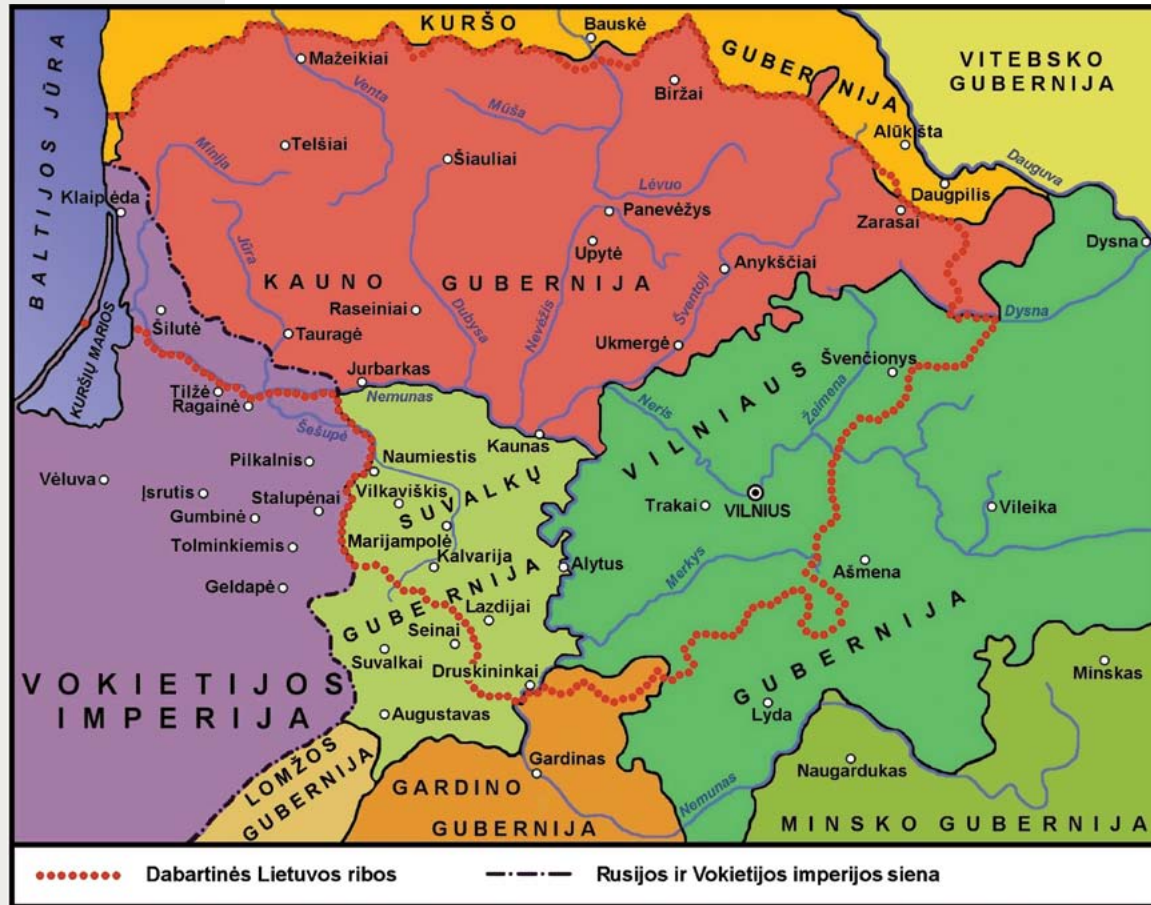 KURŠO
GUBERNIJA
VITEBSKO
GUBERNIJA
BALTIJOS JŪRA
KURŠIŲ MARIOS
Bauskė
Mažeikiai
Venta
Mūša
Biržai
Alūkšta
Dauguva
Daugpilis
Telšiai
Minija
Šiauliai
Lėvuo
Klaipėda
Panevėžys
Zarasai
Upytė
Dysna
Jūra
Anykščiai
KAUNO
GUBERNIJA
Raseiniai
Dubysa
Nevėžis
Šventoji
Dysna
Šilutė
Tauragė
Ukmergė
Švenčionys
Jurbarkas
Tilžė
Ragainė
Nemunas
Neris
Žeimena
VILNIAUS
GUBERNIJA
Šešupė
Kaunas
Pilkalnis
Naumiestis
Vėluva
Įsrutis
Stalupėnai
Vilkaviškis
SUVALKŲ
GUBERNIJA
Trakai
VILNIUS
Vileika
Gumbinė
Marijampolė
Tolminkiemis
Kalvarija
Alytus
Merkys
Ašmena
Geldapė
Lazdijai
Seinai
Suvalkai
Druskininkai
Minskas
VOKIETIJOS
IMPERIJA
Augustavas
Lyda
LOMŽOS
GUBERNIJA
Gardinas
Naugardukas
GARDINO
GUBERNIJA
Nemunas
MINSKO GUBERNIJA
Dabartinės Lietuvos ribos
Rusijos ir Vokietijos imperijos siena